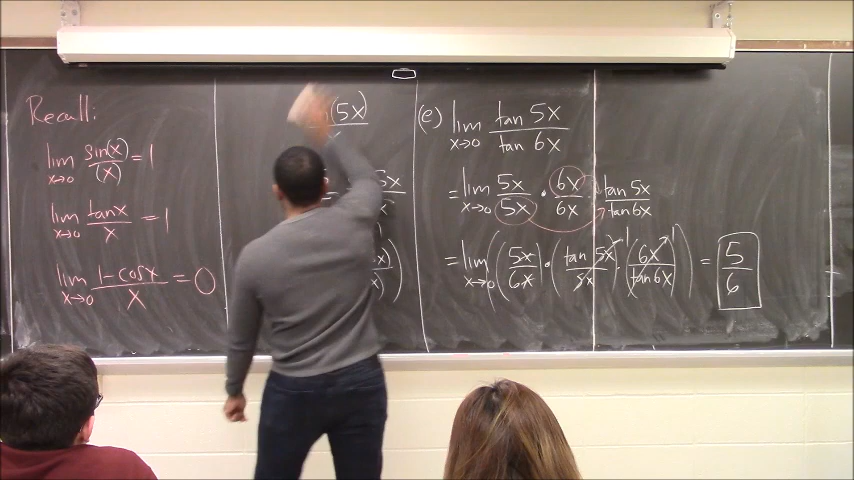 Recall:
lim x→0 sin(x)/(x) = 1
lim x→0 tanx/x = 1
lim x→0 1-cosx/x = 0
(5x)
5x
x)
x)
(e) lim x→0 tan 5x/tan 6x
= lim x→0 5x/5x • 6x/6x • tan 5x/tan 6x
= lim x→0 ((5x/6x) • (tan 5x/5x) • (6x/tan 6x)) = 5/6